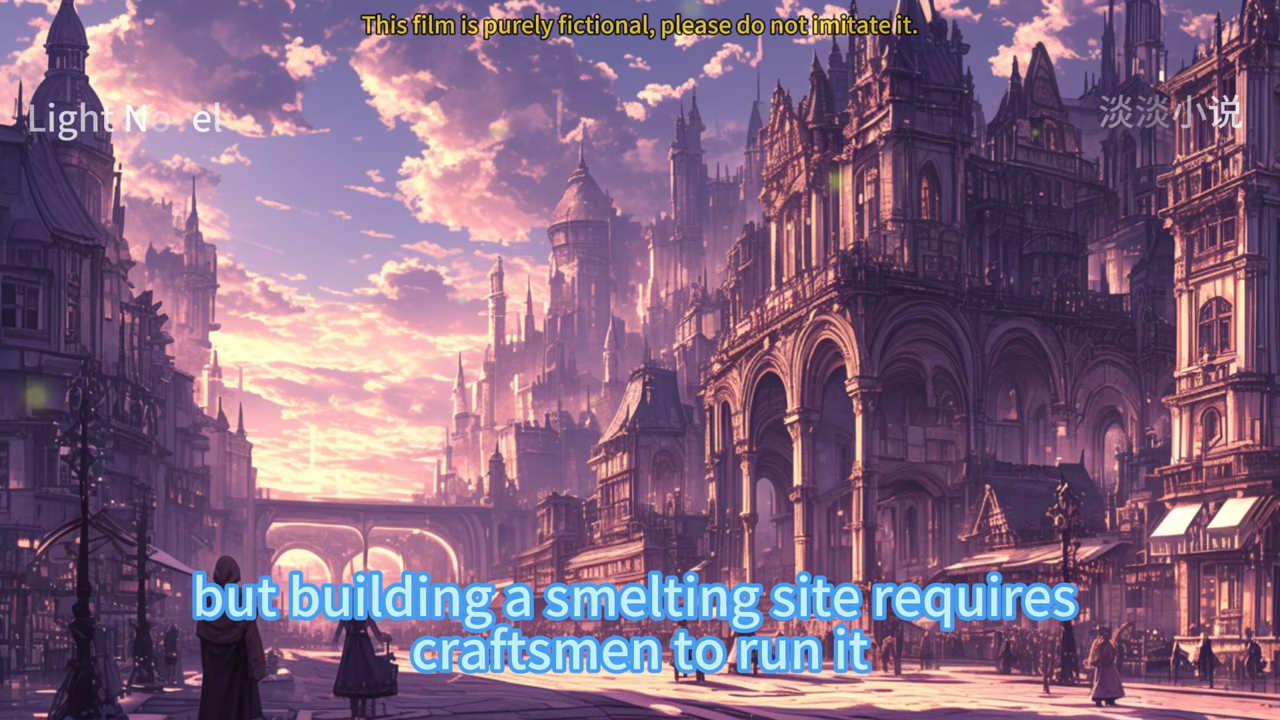 This film is purely fictional, please do not imitate it.
Light Novel
淡淡小说
but building a smelting site requires
craftsmen to run it